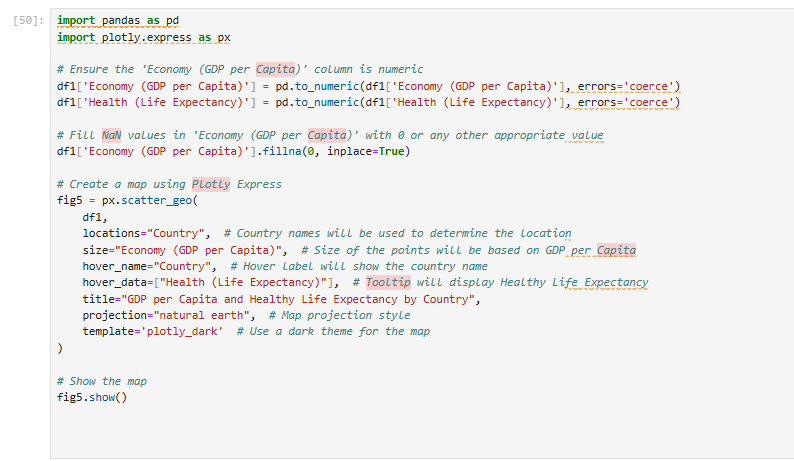 [50]: import pandas as pd
import plotly.express as px
# Ensure the 'Economy (GDP per Capita)' column is numeric
df1['Economy (GDP per Capita)'] = pd.to_numeric(df1['Economy (GDP per Capita)'], errors='coerce')
df1['Health (Life Expectancy)'] = pd.to_numeric(df1['Health (Life Expectancy)'], errors='coerce')
# Fill NaN values in 'Economy (GDP per Capita)' with 0 or any other appropriate value
df1['Economy (GDP per Capita)'].fillna(0, inplace=True)
# Create a map using Plotly Express
fig5 = px.scatter_geo(
    df1,
    locations="Country",  # Country names will be used to determine the location
    size="Economy (GDP per Capita)",  # Size of the points will be based on GDP per Capita
    hover_name="Country",  # Hover label will show the country name
    hover_data=["Health (Life Expectancy)"],  # Tooltip will display Healthy Life Expectancy
    title="GDP per Capita and Healthy Life Expectancy by Country",
    projection="natural earth",  # Map projection style
    template='plotly_dark'  # Use a dark theme for the map
)
# Show the map
fig5.show()